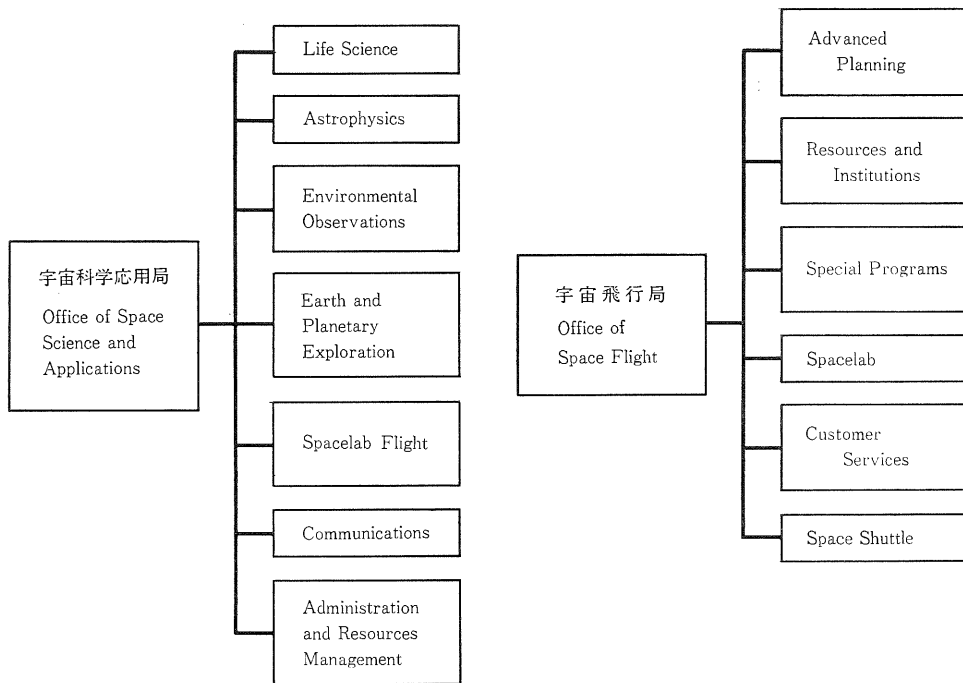 宇宙科学応用局
Office of Space
Science and
Applications
Life Science
Astrophysics
Environmental
Observations
Earth and
Planetary
Exploration
Spacelab Flight
Communications
Administration
and Resources
Management
宇宙飛行局
Office of
Space Flight
Advanced
Planning
Resources and
Institutions
Special Programs
Spacelab
Customer
Services
Space Shuttle